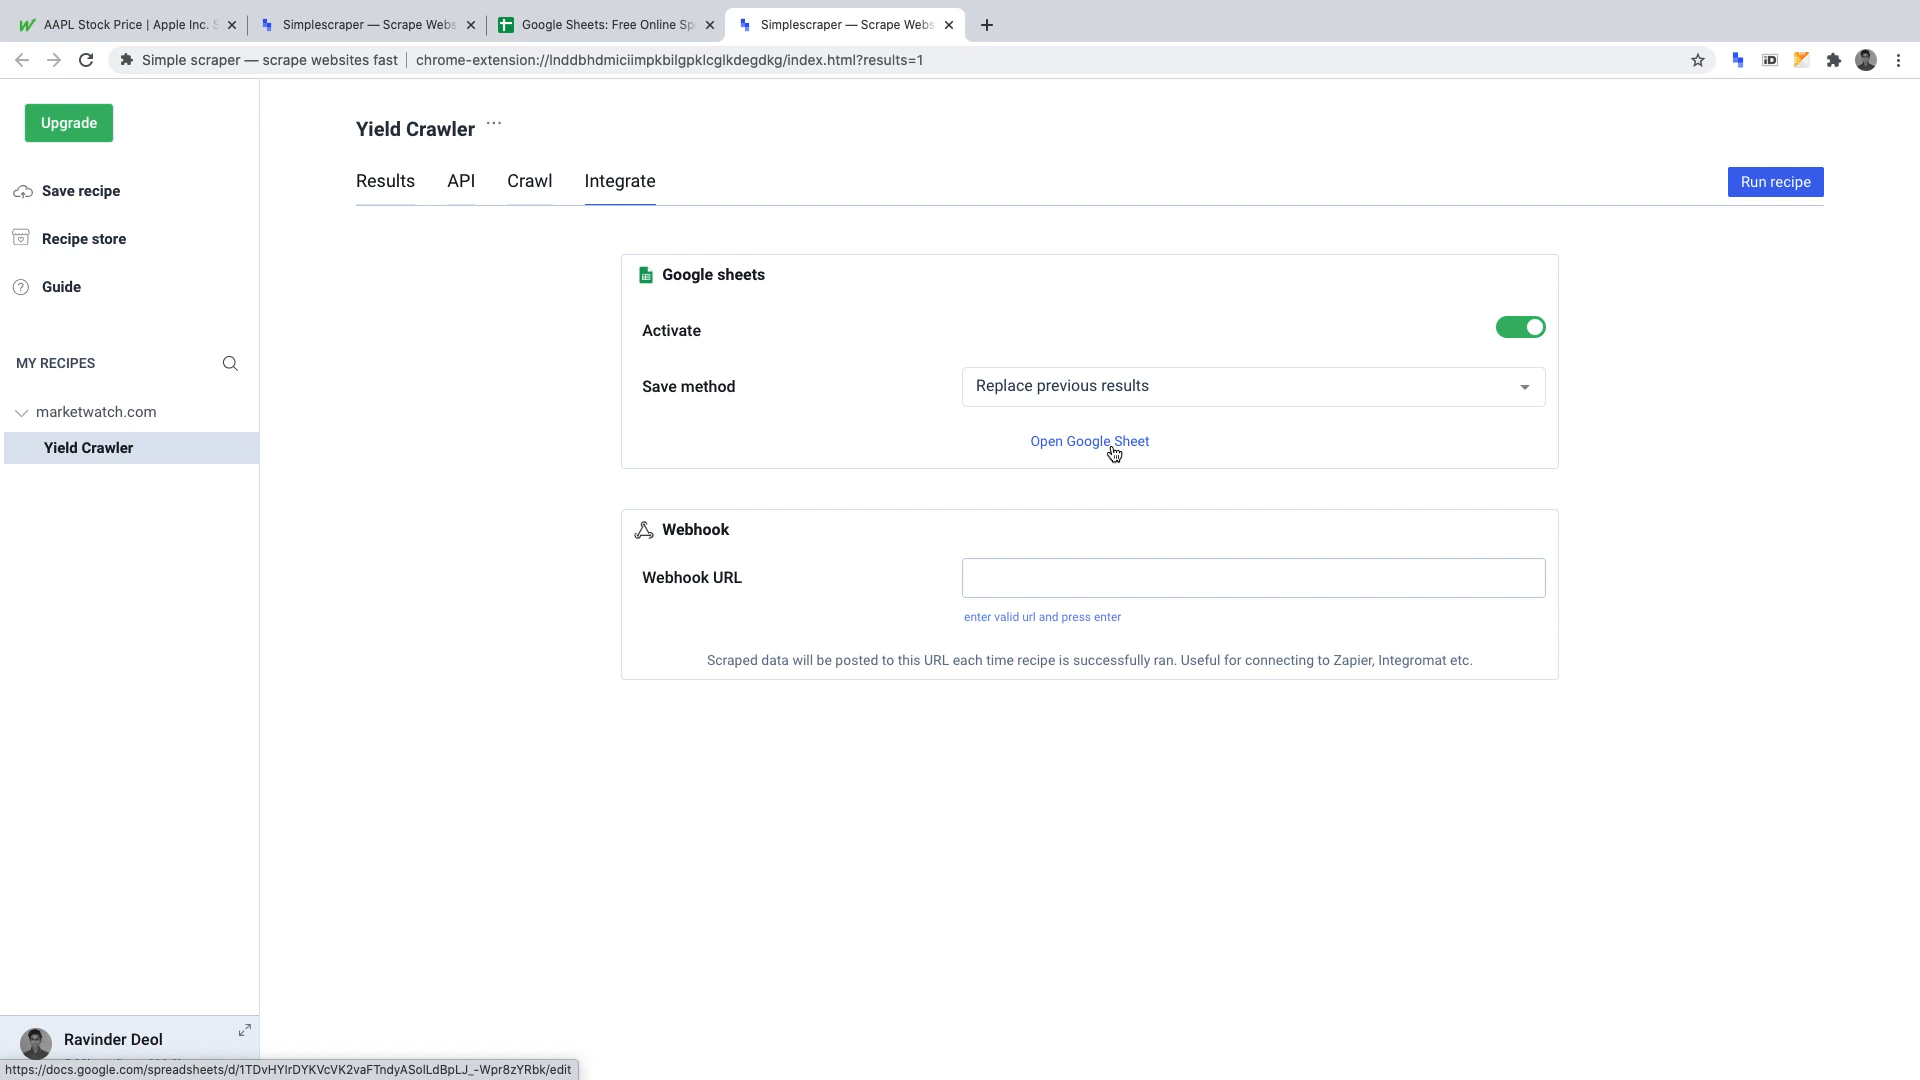 AAPL Stock Price | Apple Inc. S
Simplescraper — Scrape Webs
Google Sheets: Free Online Sp
Simplescraper — Scrape Webs
Simple scraper — scrape websites fast | chrome-extension://lnddbhdmiciimpkbilgpklcglkdegdkg/index.html?results=1
Upgrade
Save recipe
Recipe store
Guide
MY RECIPES
marketwatch.com
Yield Crawler
Yield Crawler ...
Results API Crawl Integrate
Run recipe
Google sheets
Activate
Save method
Replace previous results
Open Google Sheet
Webhook
Webhook URL
enter valid url and press enter
Scraped data will be posted to this URL each time recipe is successfully ran. Useful for connecting to Zapier, Integromat etc.
Ravinder Deol
https://docs.google.com/spreadsheets/d/1TDvHYIrDYKVcVK2vaFTndyASolLdBpLJ_-Wpr8zYRbk/edit